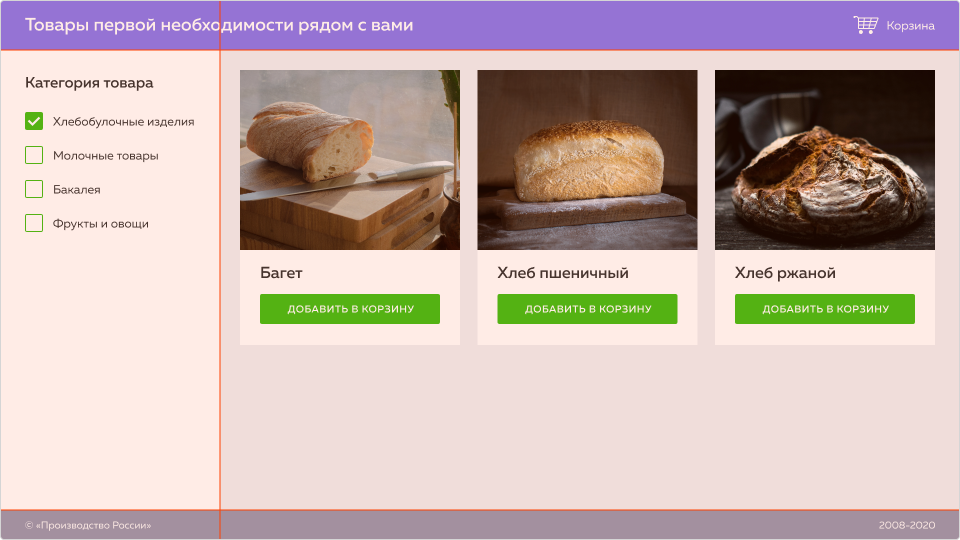 Товары первой необходимости рядом с вами
Корзина
Категория товара
Хлебобулочные изделия
Молочные товары
Бакалея
Фрукты и овощи
Багет
ДОБАВИТЬ В КОРЗИНУ
Хлеб пшеничный
ДОБАВИТЬ В КОРЗИНУ
Хлеб ржаной
ДОБАВИТЬ В КОРЗИНУ
© «Производство России»
2008-2020